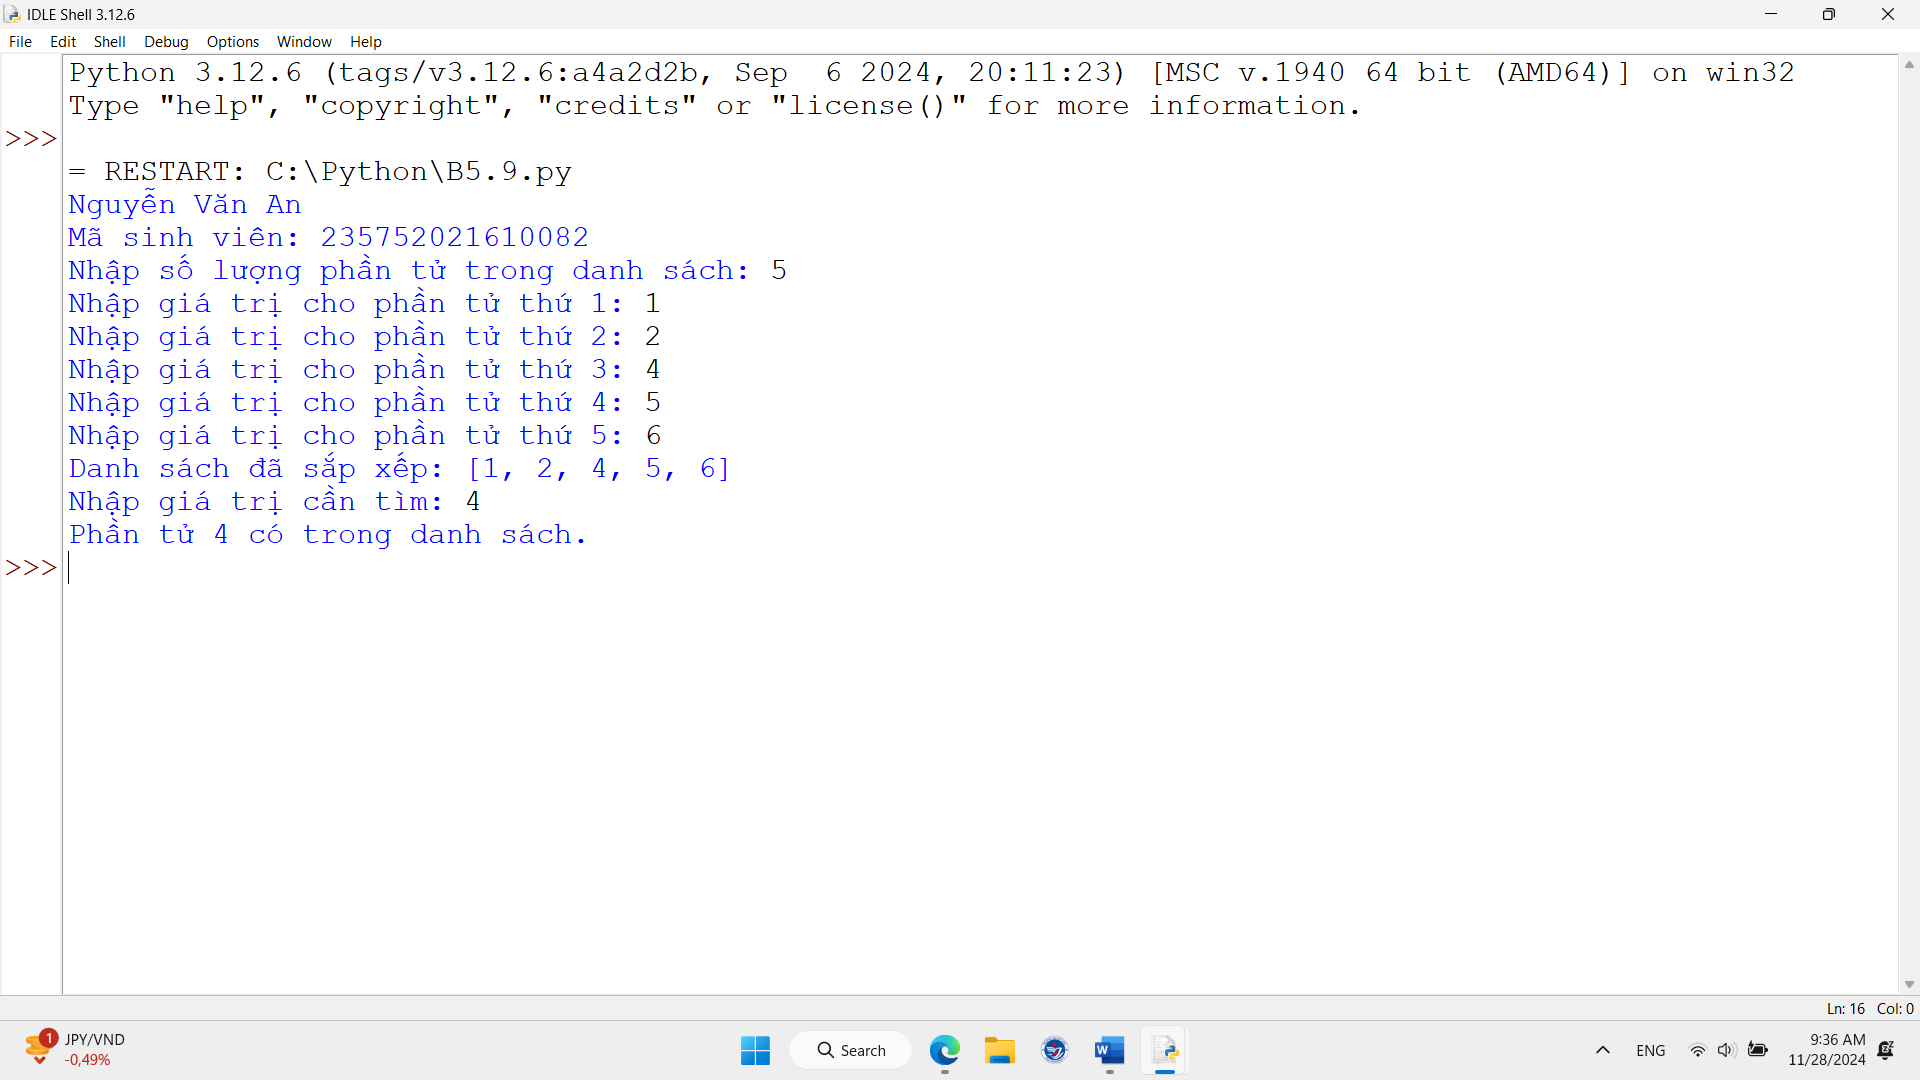 IDLE Shell 3.12.6
File Edit Shell Debug Options Window Help
Python 3.12.6 (tags/v3.12.6:a4a2d2b, Sep  6 2024, 20:11:23) [MSC v.1940 64 bit (AMD64)] on win32
Type "help", "copyright", "credits" or "license()" for more information.
>>>
= RESTART: C:\Python\B5.9.py
Nguyễn Văn An
Mã sinh viên: 235752021610082
Nhập số lượng phần tử trong danh sách: 5
Nhập giá trị cho phần tử thứ 1: 1
Nhập giá trị cho phần tử thứ 2: 2
Nhập giá trị cho phần tử thứ 3: 4
Nhập giá trị cho phần tử thứ 4: 5
Nhập giá trị cho phần tử thứ 5: 6
Danh sách đã sắp xếp: [1, 2, 4, 5, 6]
Nhập giá trị cần tìm: 4
Phần tử 4 có trong danh sách.
>>>
Ln: 16 Col: 0
1
JPY/VND
-0,49%
Search
W
ENG
9:36 AM
11/28/2024